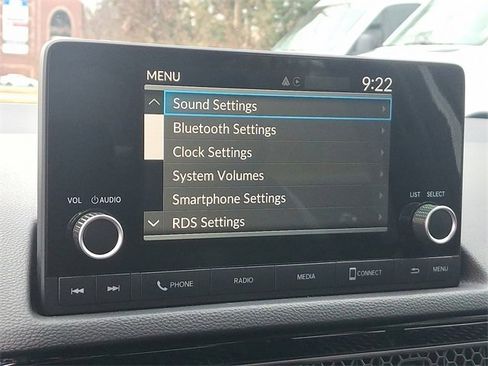 MENU 9:22
Sound Settings
Bluetooth Settings
Clock Settings
System Volumes
Smartphone Settings
RDS Settings
VOL AUDIO
LIST SELECT
PHONE RADIO MEDIA CONNECT MENU